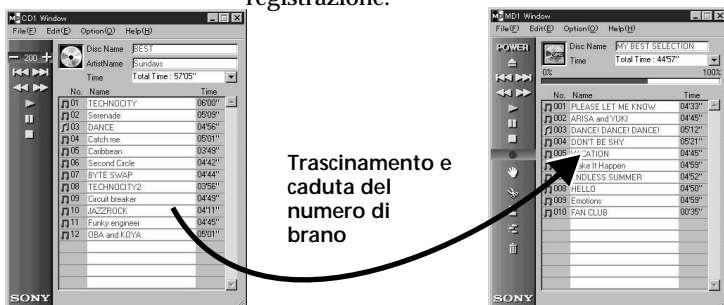 registrazione.
CD1 Window
File(F) Edit(E) Option(O) Help(H)
200
Disc Name BEST
ArtistName Sundays
Time Total Time : 57'05"
No. Name Time
01 TECHNOCITY 06'00"
02 Serenade 05'09"
03 DANCE 04'56"
04 Catch me 05'01"
05 Caribbean 03'49"
06 Second Circle 04'42"
07 BYTE SWAP 04'44"
08 TECHNOCITY2 03'56"
09 Circuit breaker 04'49"
10 JAZZROCK 04'11"
11 Funky engineer 04'45"
12 OBA and KOYA 05'01"
SONY
Trascinamento e
caduta del
numero di
brano
MD1 Window
File(F) Edit(E) Option(O) Help(H)
POWER
Disc Name MY BEST SELECTION
Time Total Time : 44'57"
0% 100%
No. Name Time
001 PLEASE LET ME KNOW 04'33"
002 ARISA and YUKI 04'45"
003 DANCE! DANCE! DANCE! 05'12"
004 DON'T BE SHY 05'21"
005 04'45"
It Happen 04'59"
SUMMER 04'52"
008 HELLO 04'50"
009 Emotions 04'59"
010 FAN CLUB 00'35"
SONY